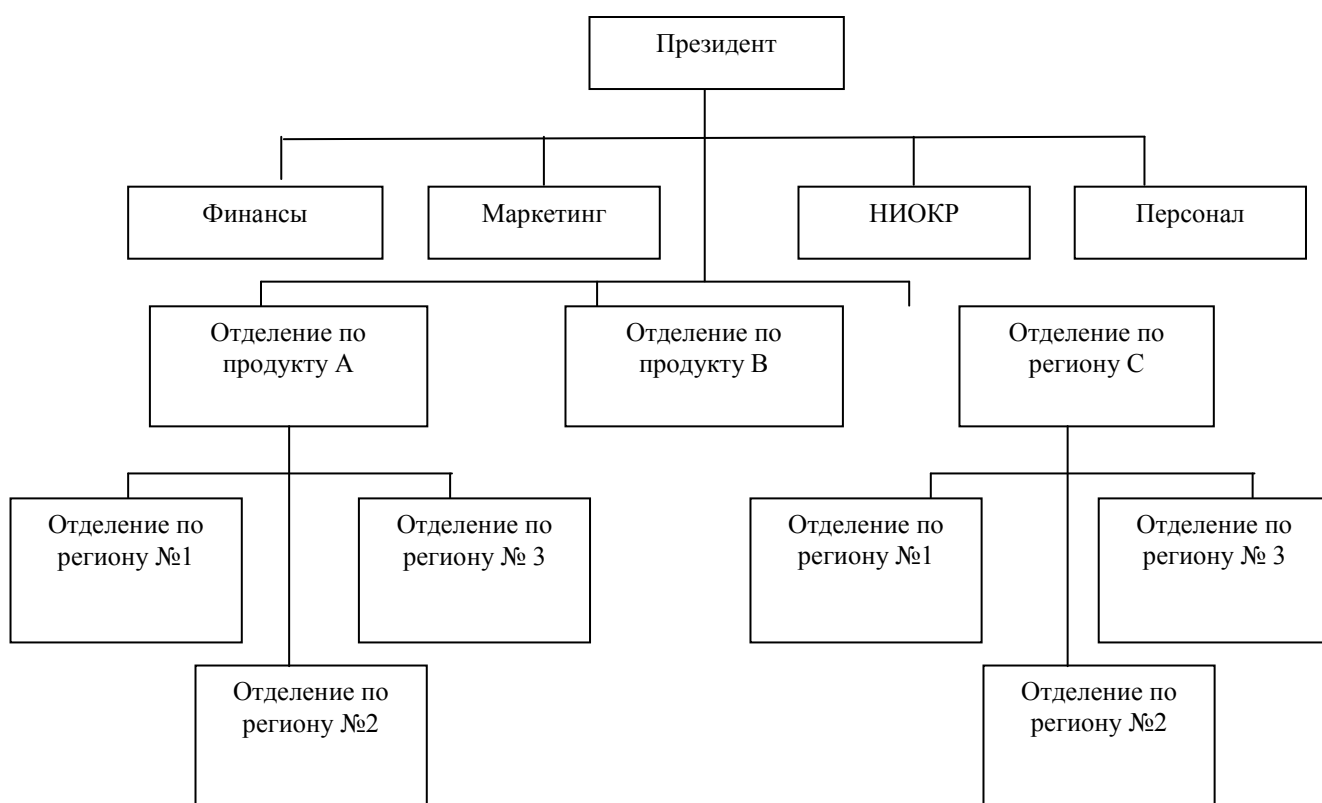 Президент
Финансы
Маркетинг
НИОКР
Персонал
Отделение по
продукту А
Отделение по
продукту В
Отделение по
региону С
Отделение по
региону №1
Отделение по
региону № 3
Отделение по
региону №1
Отделение по
региону № 3
Отделение по
региону №2
Отделение по
региону №2